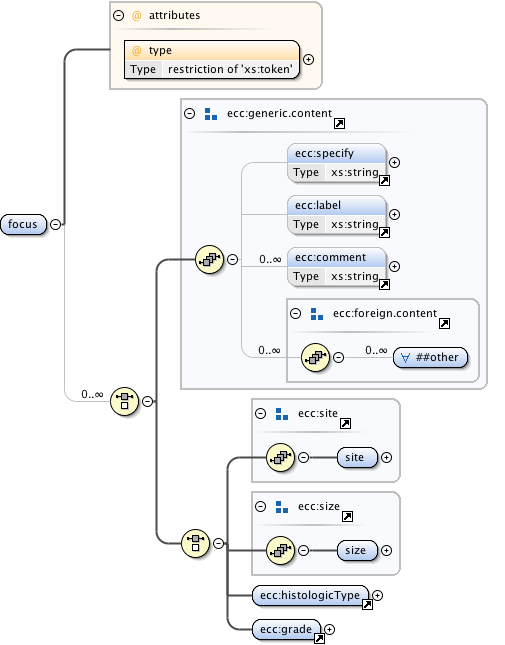 @ attributes
@ type
Type restriction of 'xs:token'
ecc:generic.content
ecc:specify
Type xs:string
ecc:label
Type xs:string
focus
0..∞
ecc:comment
Type xs:string
ecc:foreign.content
0..∞
0..∞
∀ ##other
0..∞
ecc:site
site
ecc:size
size
ecc:histologicType
ecc:grade